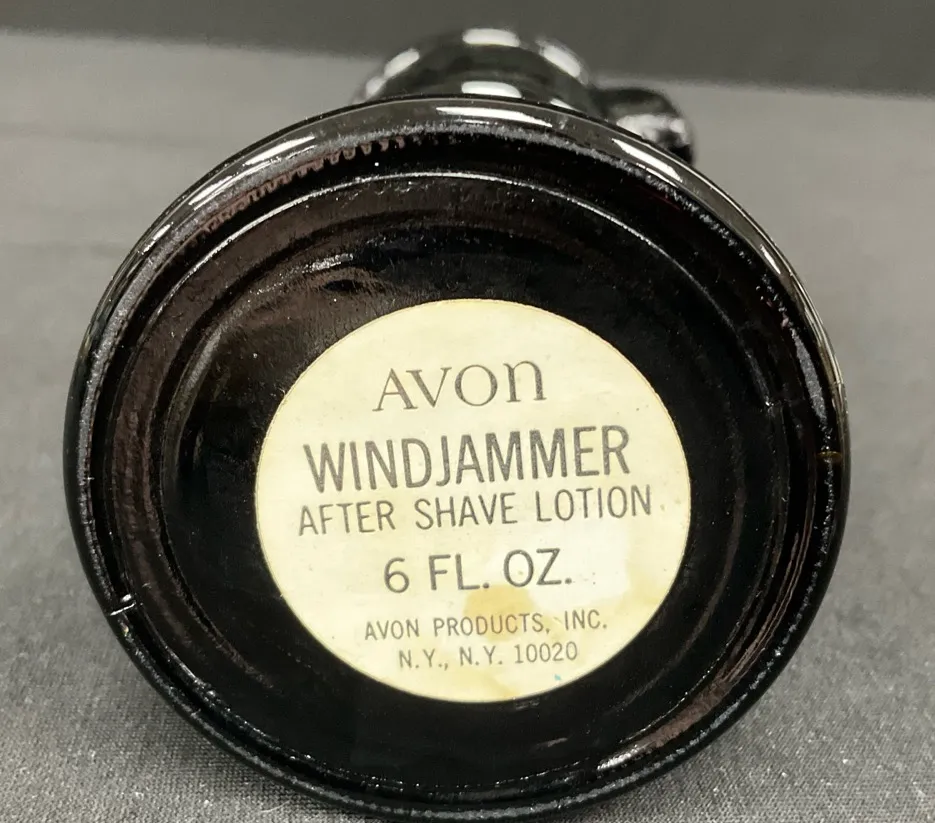 AVON
WINDJAMMER
AFTER SHAVE LOTION
6 FL. OZ.
AVON PRODUCTS, INC.
N.Y., N.Y. 10020